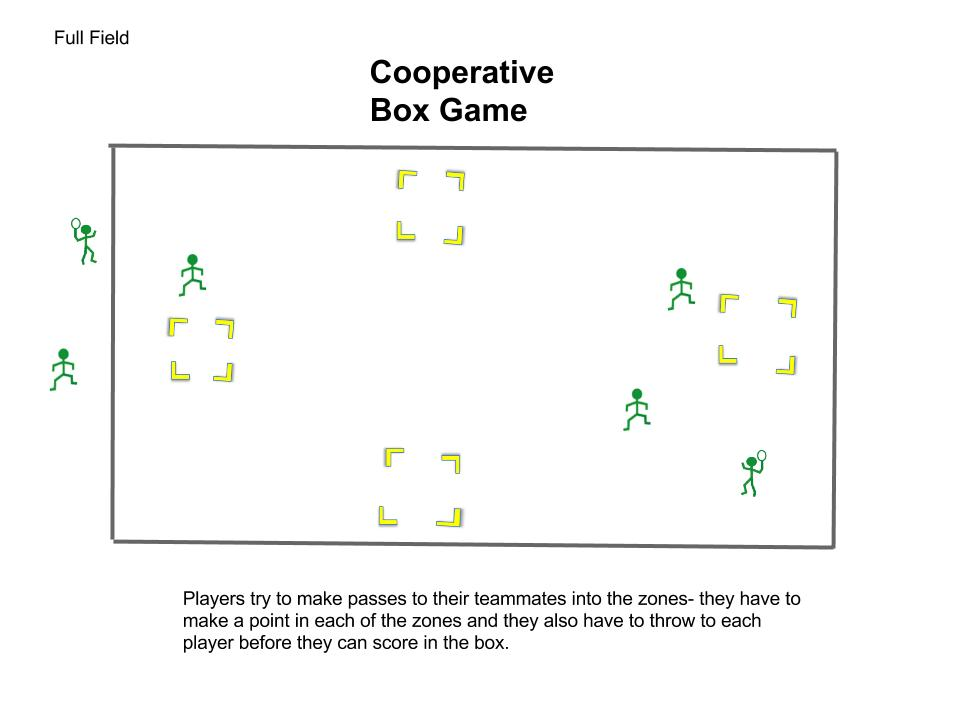 Full Field
Cooperative
Box Game
Players try to make passes to their teammates into the zones- they have to
make a point in each of the zones and they also have to throw to each
player before they can score in the box.